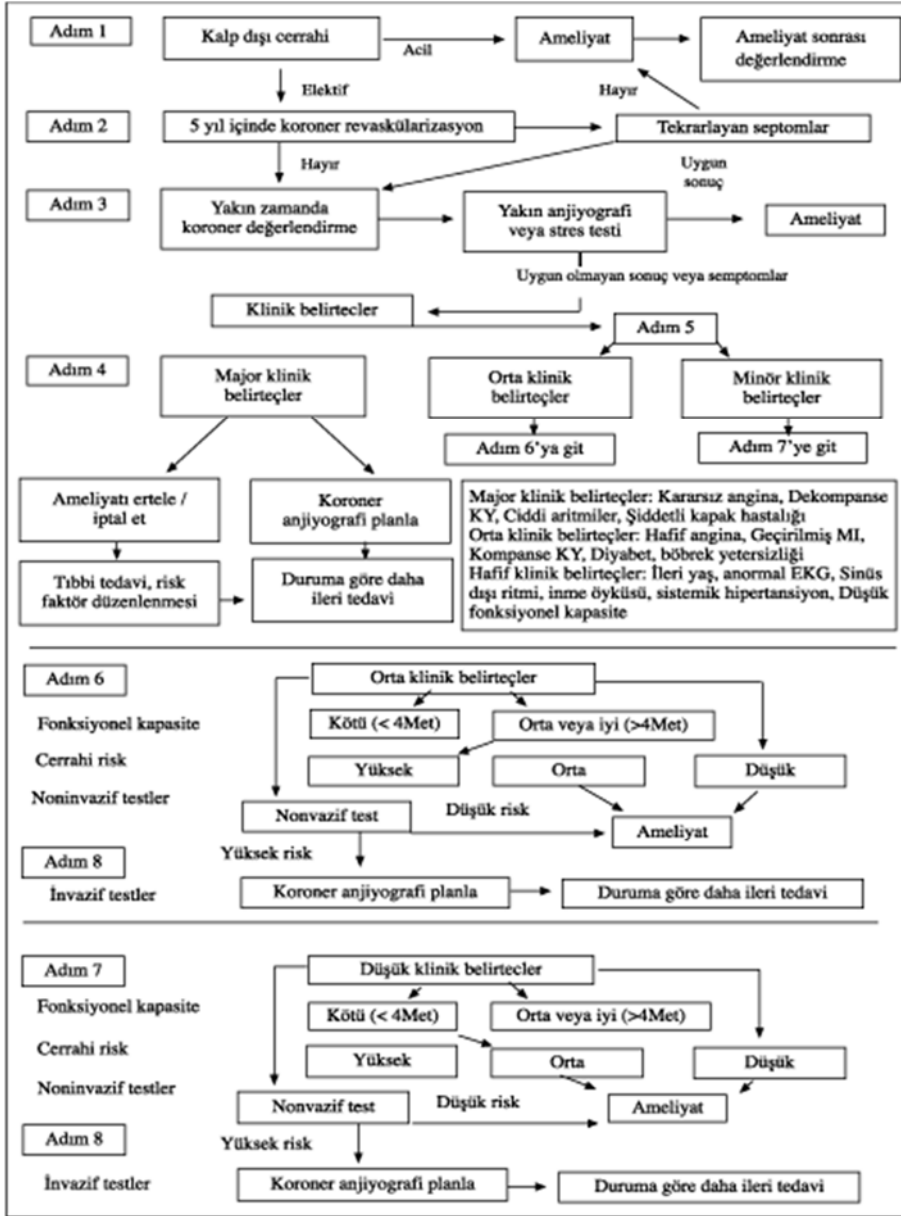 Adım 1
Kalp dışı cerrahi
Acil
Ameliyat
Ameliyat sonrası
değerlendirme
Elektif
Hayır
Adım 2
5 yıl içinde koroner revaskülarizasyon
Tekrarlayan septomlar
Hayır
Uygun
sonuç
Adım 3
Yakın zamanda
koroner değerlendirme
Yakın anjiyografi
veya stres testi
Ameliyat
Uygun olmayan sonuç veya semptomlar
Klinik belirtecler
Adım 5
Adım 4
Major klinik
belirteçler
Orta klinik
belirteçler
Minör klinik
belirteçler
Adım 6'ya git
Adım 7'ye git
Ameliyatı ertele /
iptal et
Koroner
anjiyografi planla
Tıbbi tedavi, risk
faktör düzenlenmesi
Duruma göre daha
ileri tedavi
Major klinik belirteçler: Kararsız angina, Dekompanse
KY, Ciddi aritmiler, Şiddetli kapak hastalığı
Orta klinik belirteçler: Hafif angina, Geçirilmiş MI,
Kompanse KY, Diyabet, böbrek yetersizliği
Hafif klinik belirteçler: İleri yaş, anormal EKG, Sinüs
dışı ritmi, inme öyküsü, sistemik hipertansiyon, Düşük
fonksiyonel kapasite
Adım 6
Orta klinik belirteçler
Fonksiyonel kapasite
Kötü (< 4Met)
Orta veya iyi (>4Met)
Cerrahi risk
Yüksek
Orta
Düşük
Noninvazif testler
Nonvazif test
Düşük risk
Ameliyat
Yüksek risk
Adım 8
İnvazif testler
Koroner anjiyografi planla
Duruma göre daha ileri tedavi
Adım 7
Düşük klinik belirtecler
Fonksiyonel kapasite
Kötü (< 4Met)
Orta veya iyi (>4Met)
Cerrahi risk
Yüksek
Orta
Düşük
Noninvazif testler
Nonvazif test
Düşük risk
Ameliyat
Yüksek risk
Adım 8
İnvazif testler
Koroner anjiyografi planla
Duruma göre daha ileri tedavi